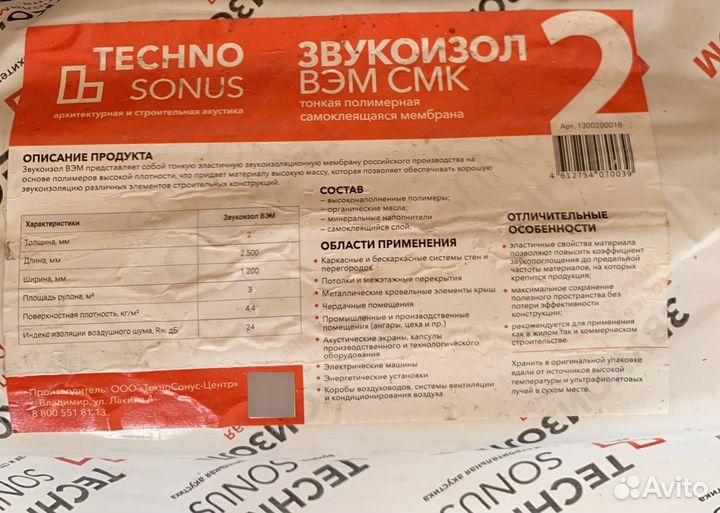 TECHNO
SONUS
архитектурная и строительная акустика
ЗВУКОИЗОЛ
ВЭМ СМК
тонкая полимерная
самоклеящаяся мембрана
2
Арт. 1300200018
4 612754 070039
ОПИСАНИЕ ПРОДУКТА
Звукоизол ВЭМ представляет собой тонкую эластичную звукоизоляционную мембрану российского производства на
основе полимеров высокой плотности, что придает материалу высокую массу, которая позволяет обеспечивать хорошую
звукоизоляцию различных элементов строительных конструкций.
Характеристики Звукоизол ВЭМ
Толщина, мм 2
Длина, мм 2.500
Ширина, мм 1.200
Площадь рулона, м² 3
Поверхностная плотность, кг/м² 4,4
Индекс изоляции воздушного шума, Rw, дБ 24
Производитель: ООО «ТехноСонус-Центр»
г. Владимир, ул. Лакина 4
8 800 551 81 13
СОСТАВ
– высоконаполненные полимеры;
– органические масла;
– минеральные наполнители
– самоклеящийся слой.
ОБЛАСТИ ПРИМЕНЕНИЯ
Каркасные и бескаркасные системы стен и
перегородок
Потолки и межэтажные перекрытия
Металлические кровельные элементы крыш
Чердачные помещения
Промышленные и производственные
помещения (ангары, цеха и пр.)
Акустические экраны, капсулы
производственного и технологического
оборудования
Электрические машины
Энергетические установки
Коробы воздуховодов, системы вентиляции
и кондиционирования воздуха
ОТЛИЧИТЕЛЬНЫЕ
ОСОБЕННОСТИ
эластичные свойства материала
позволяют повысить коэффициент
звукопоглощения до предельной
частоты материала, на которых
крепится продукция;
максимальное сохранение
полезного пространства без
потери эффективности
конструкции;
рекомендуется для применения
как в жилом так и коммерческом
строительстве.
Хранить в оригинальной упаковке
вдали от источников высокой
температуры и ультрафиолетовых
лучей в сухом месте.
TECHNO
SONUS
TECHNO
SONUS
Avito